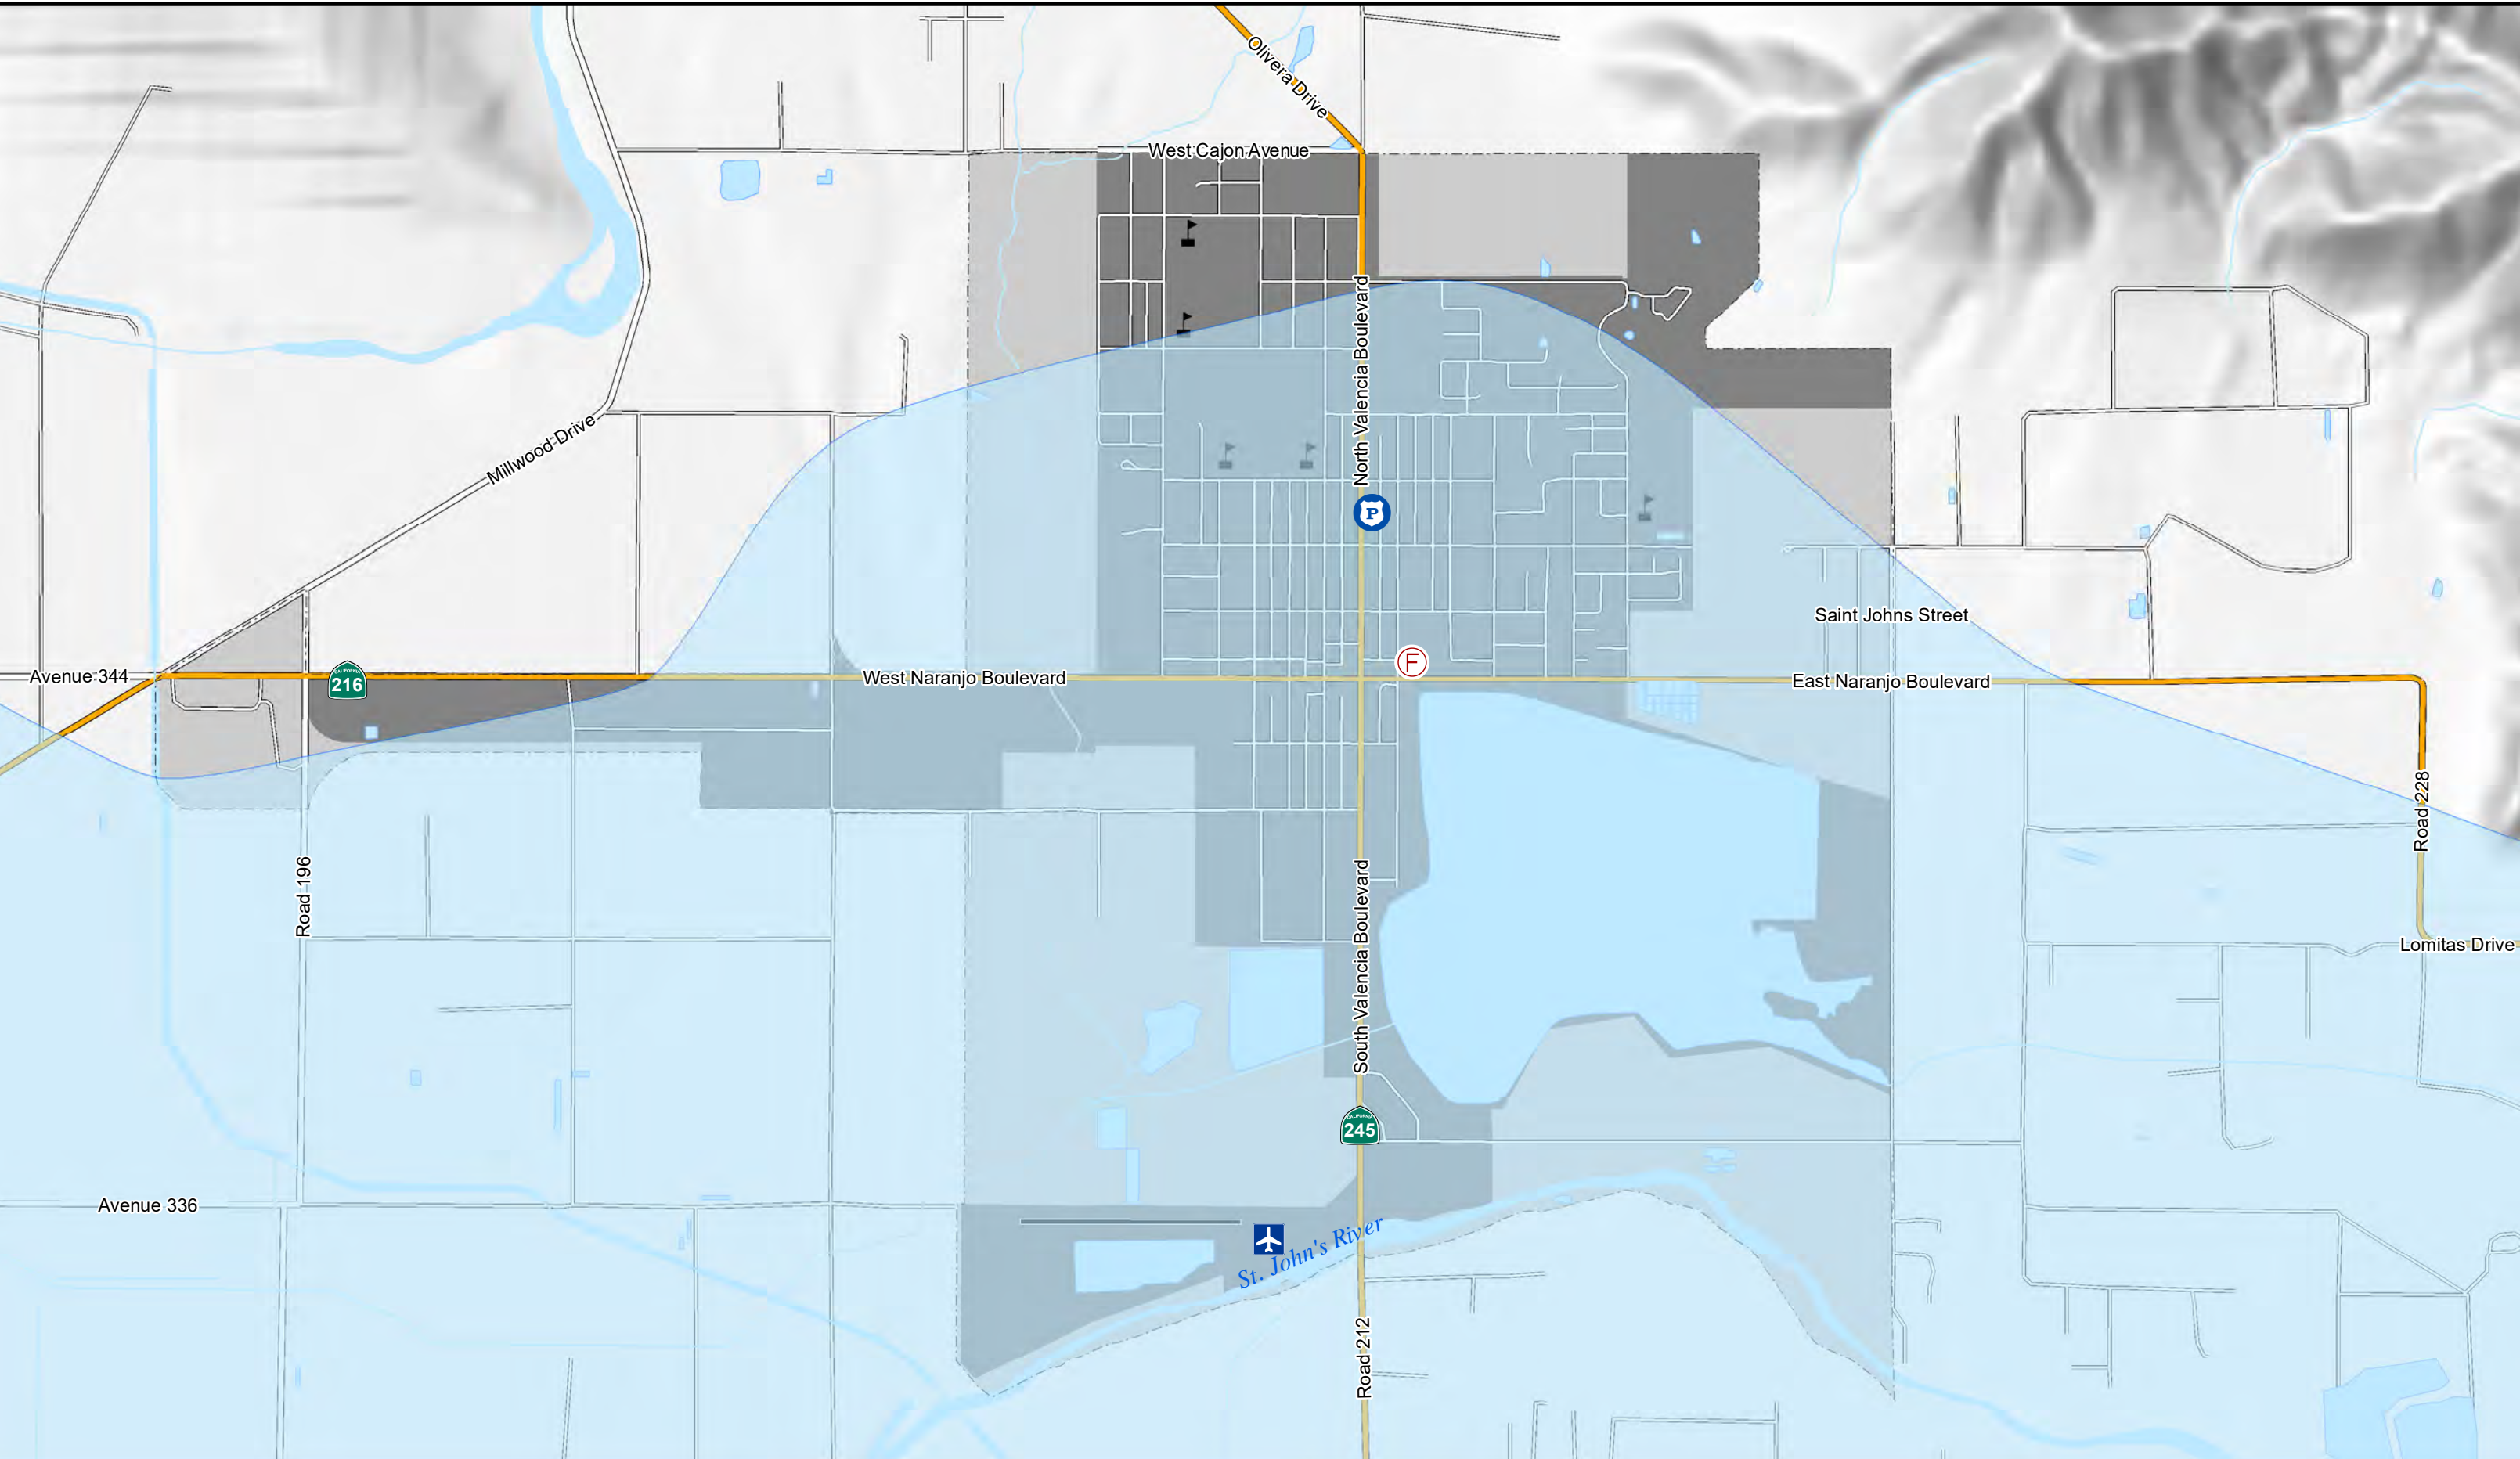 Olivera Drive
West Cajon Avenue
North Valencia Boulevard
Millwood Drive
P
Saint Johns Street
F
Avenue 344
CALIFORNIA
216
West Naranjo Boulevard
East Naranjo Boulevard
Road 228
Road 196
South Valencia Boulevard
Lomitas Drive
CALIFORNIA
245
Avenue 336
St. John's River
Road 212